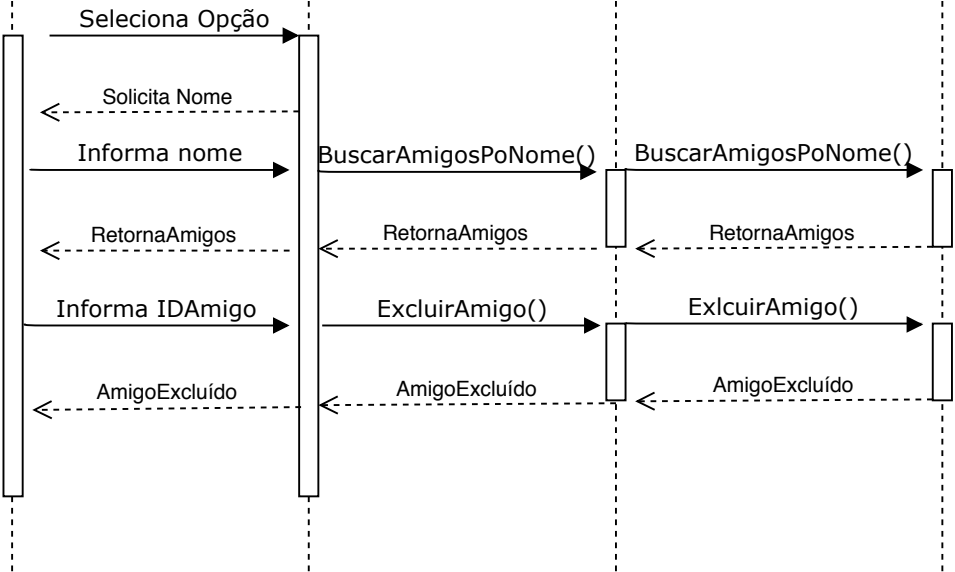 Seleciona Opção
Solicita Nome
Informa nome
BuscarAmigosPoNome()
BuscarAmigosPoNome()
RetornaAmigos
RetornaAmigos
RetornaAmigos
Informa IDAmigo
ExcluirAmigo()
ExlcuirAmigo()
AmigoExcluído
AmigoExcluído
AmigoExcluído